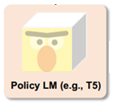 Policy LM (e.g., T5)